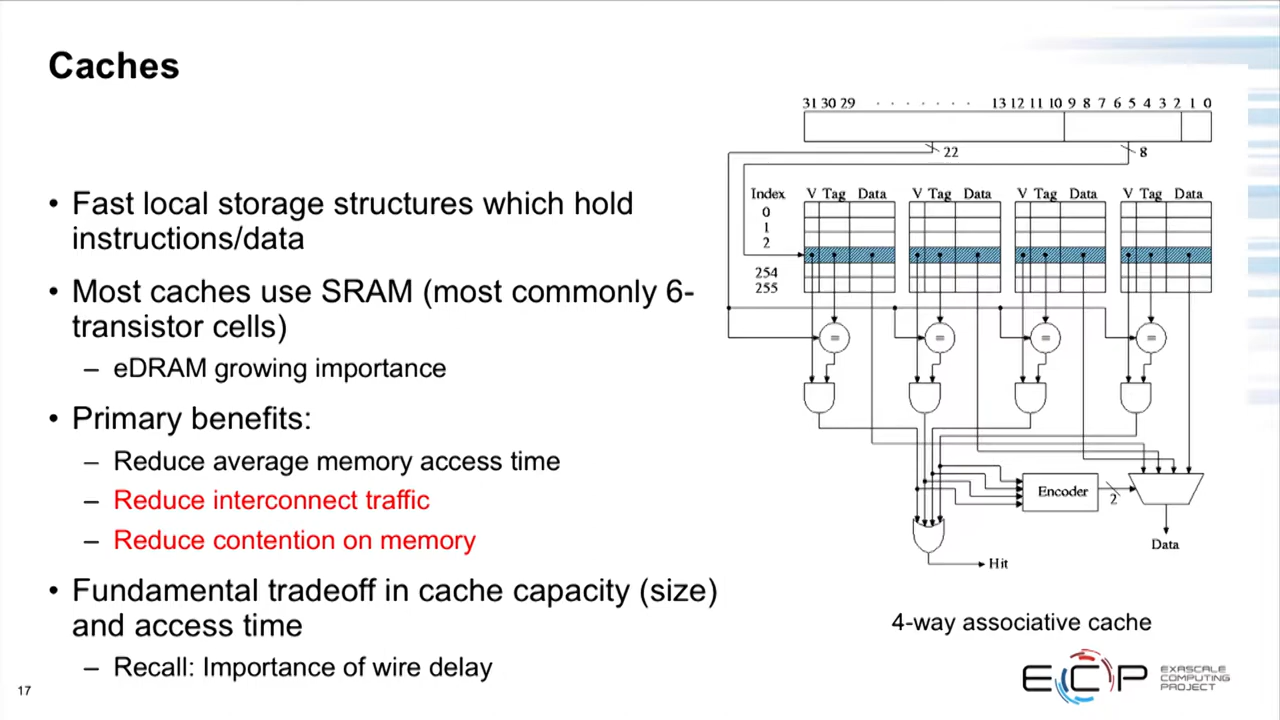 Caches
• Fast local storage structures which hold
instructions/data
• Most caches use SRAM (most commonly 6-
transistor cells)
– eDRAM growing importance
• Primary benefits:
– Reduce average memory access time
– Reduce interconnect traffic
– Reduce contention on memory
• Fundamental tradeoff in cache capacity (size)
and access time
– Recall: Importance of wire delay
17
31 30 29 · · · · · · · 13 12 11 10 9 8 7 6 5 4 3 2 1 0
22
8
Index V Tag Data V Tag Data V Tag Data V Tag Data
0
1
2
254
255
= = = =
Encoder
2
Data
Hit
4-way associative cache
ECP
EXASCALE
COMPUTING
PROJECT